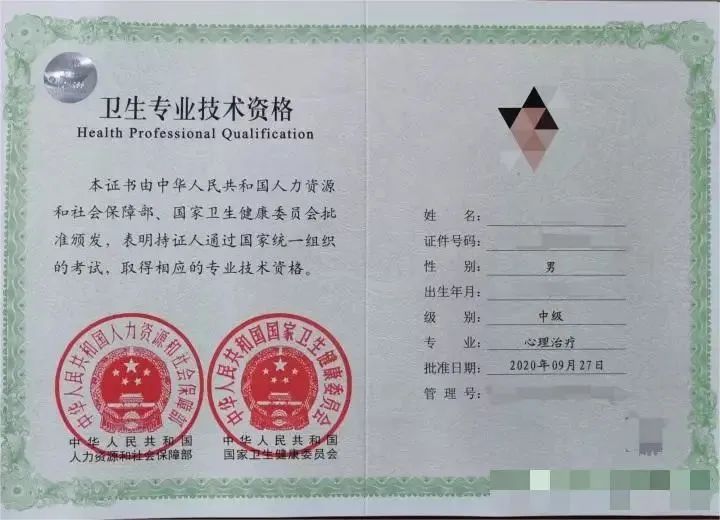 卫生专业技术资格
Health Professional Qualification
本证书由中华人民共和国人力资源
和社会保障部、国家卫生健康委员会批
准颁发，表明持证人通过国家统一组织
的考试，取得相应的专业技术资格。
中华人民共和国人力资源和社会保障部
中华人民共和国国家卫生健康委员会
中华人民共和国
人力资源和社会保障部
中华人民共和国
国家卫生健康委员会
姓 名：
证件号码：
性 别：男
出生年月：
级 别：中级
专 业：心理治疗
批准日期：2020年09月27日
管 理 号：